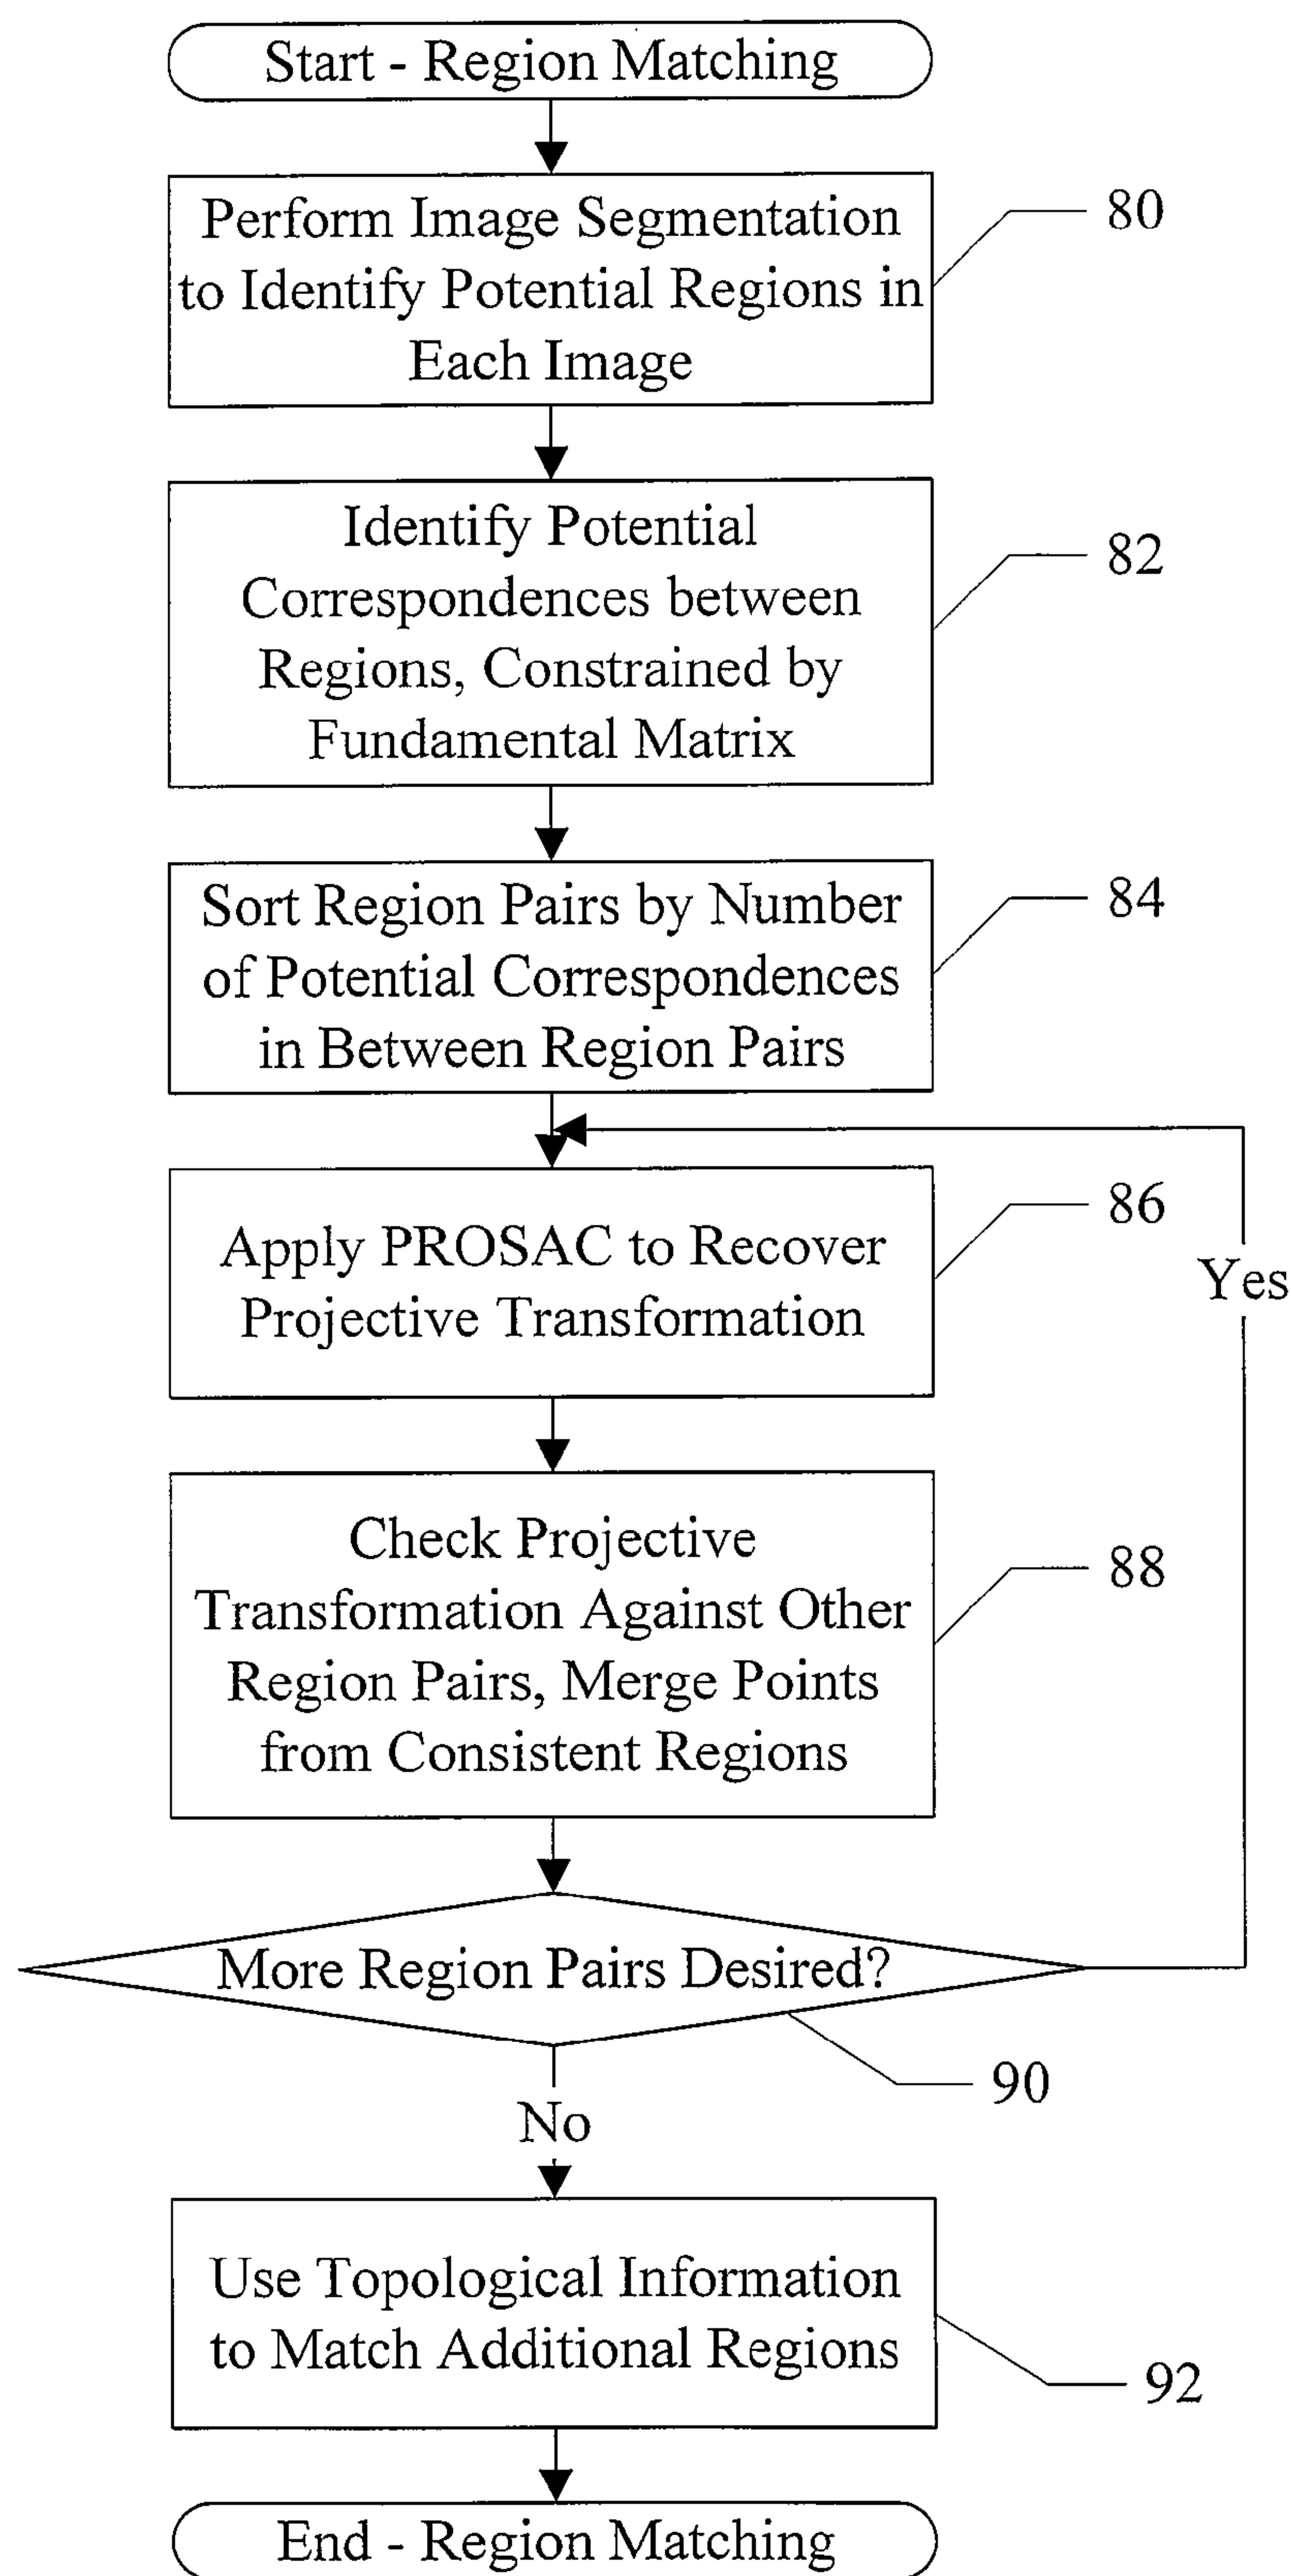 Start - Region Matching
Perform Image Segmentation
to Identify Potential Regions in
Each Image
80
Identify Potential
Correspondences between
Regions, Constrained by
Fundamental Matrix
82
Sort Region Pairs by Number
of Potential Correspondences
in Between Region Pairs
84
Apply PROSAC to Recover
Projective Transformation
86
Yes
Check Projective
Transformation Against Other
Region Pairs, Merge Points
from Consistent Regions
88
More Region Pairs Desired?
90
No
Use Topological Information
to Match Additional Regions
92
End - Region Matching